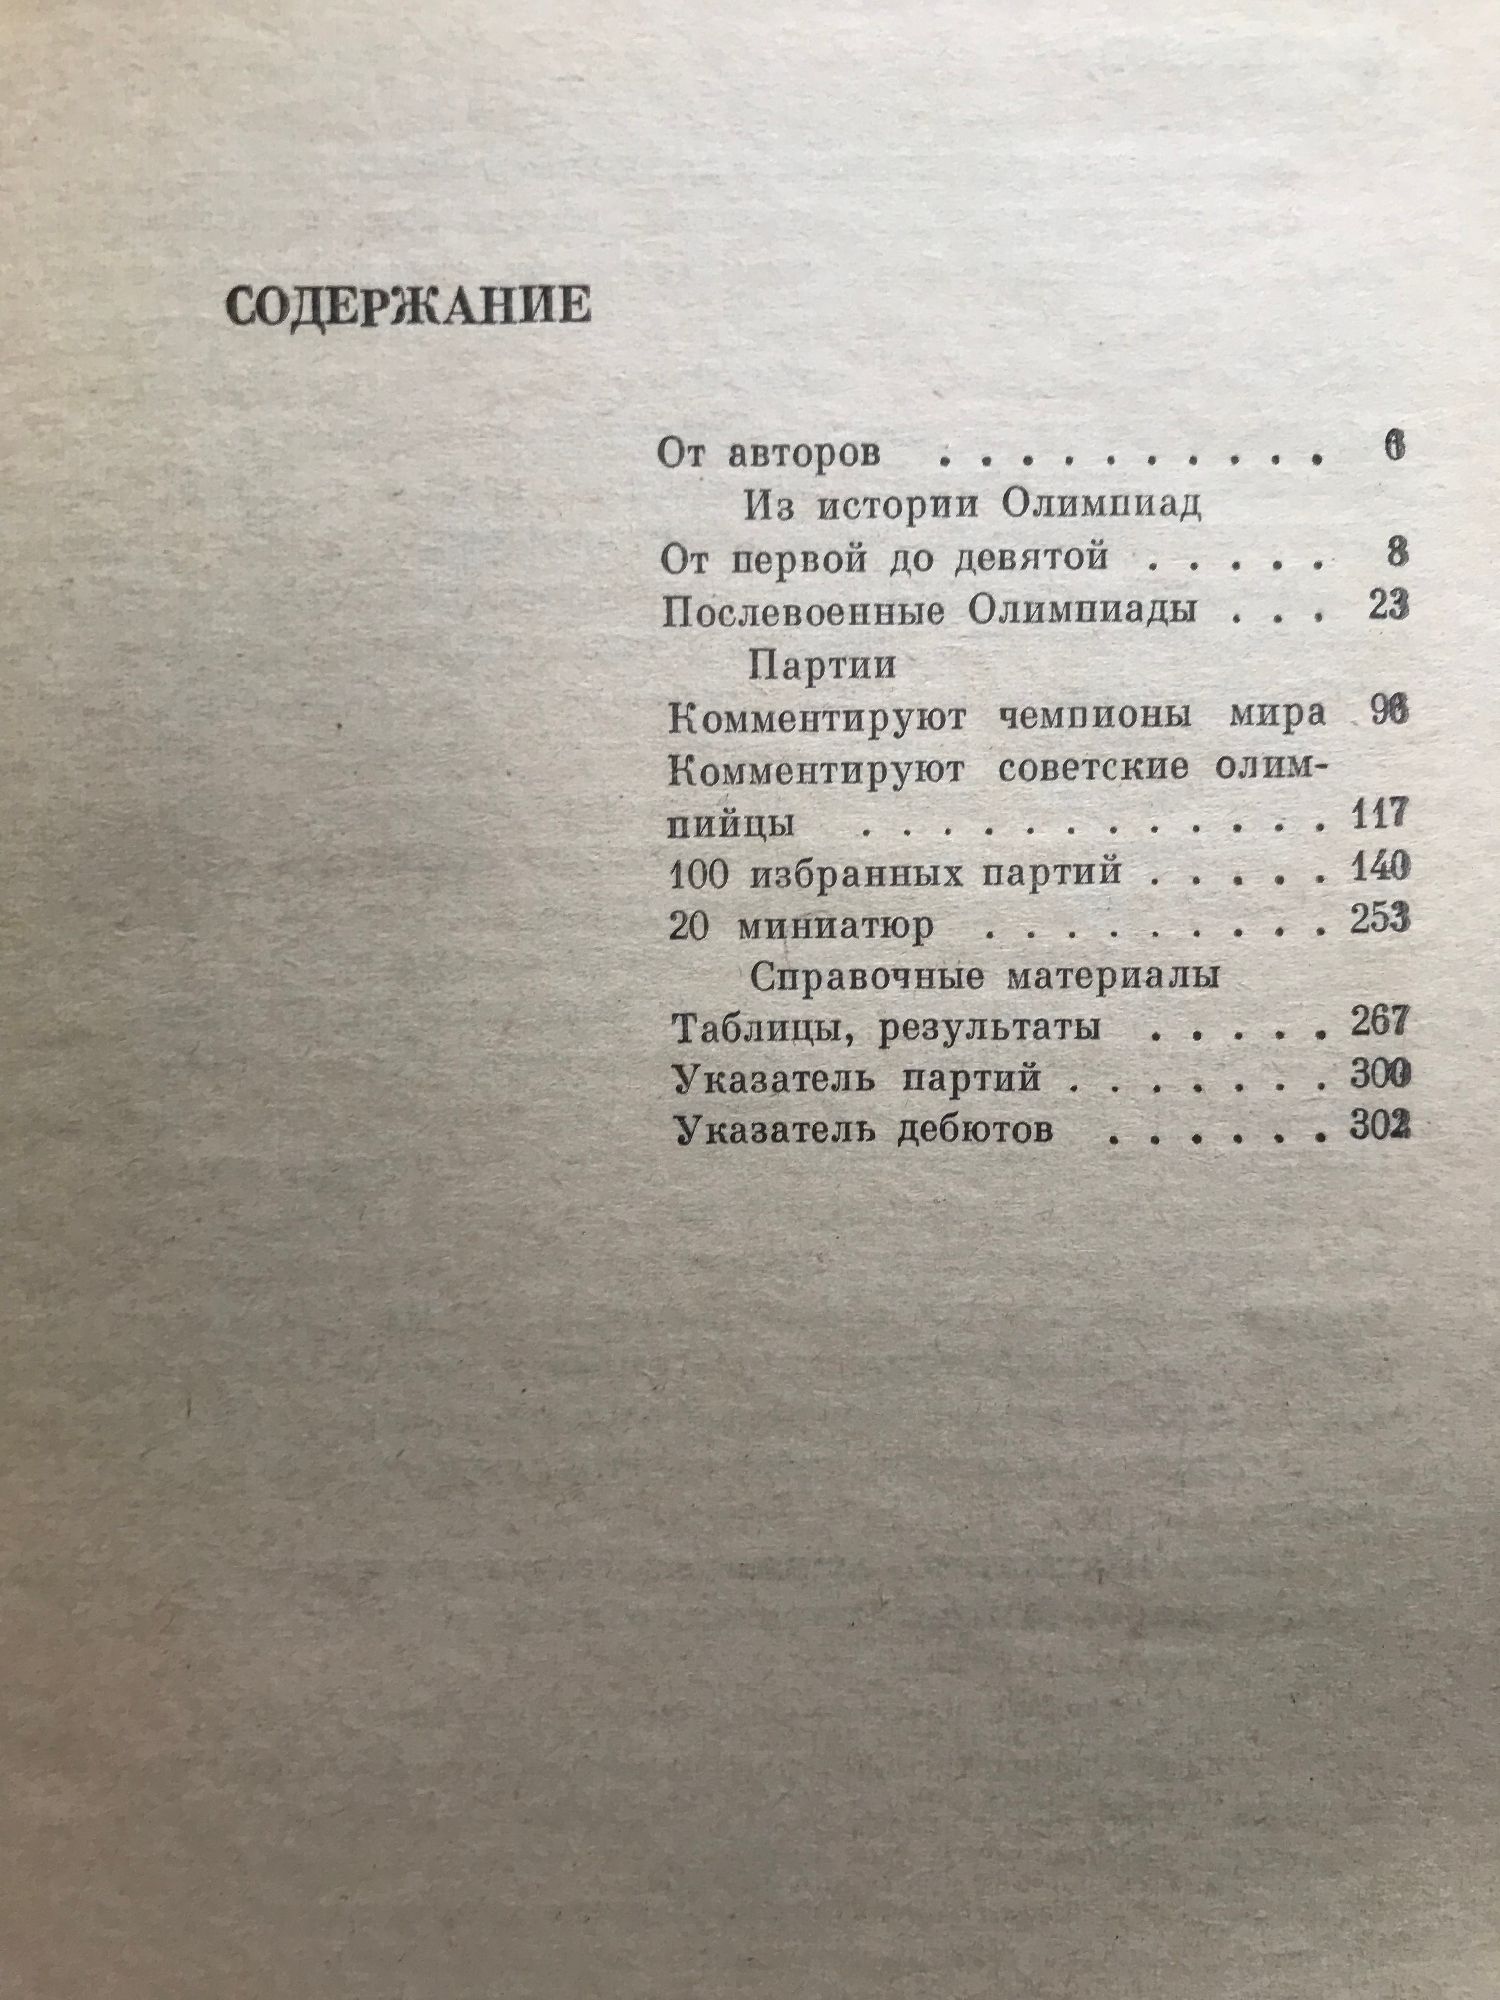 СОДЕРЖАНИЕ
От авторов . . . . . . . . . . 6
Из истории Олимпиад
От первой до девятой . . . . . 8
Послевоенные Олимпиады . . . 23
Партии
Комментируют чемпионы мира 96
Комментируют советские олим-
пийцы . . . . . . . . . . . . 117
100 избранных партий . . . . . 140
20 миниатюр . . . . . . . . . 253
Справочные материалы
Таблицы, результаты . . . . . 267
Указатель партий . . . . . . . 300
Указатель дебютов . . . . . . 302